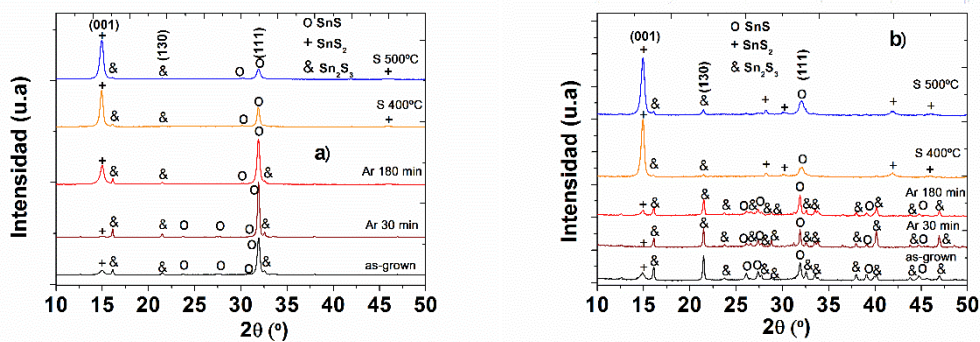 (001)
(130)
(111)
O SnS
+ SnS2
& Sn2S3
S 500ºC
S 400ºC
a)
Ar 180 min
Ar 30 min
as-grown
Intensidad (u.a)
10 15 20 25 30 35 40 45 50
2θ (º)
(001)
(130)
(111)
O SnS
+ SnS2
& Sn2S3
b)
S 500ºC
S 400ºC
Ar 180 min
Ar 30 min
as-grown
Intensidad (u.a)
10 15 20 25 30 35 40 45 50
2θ (º)